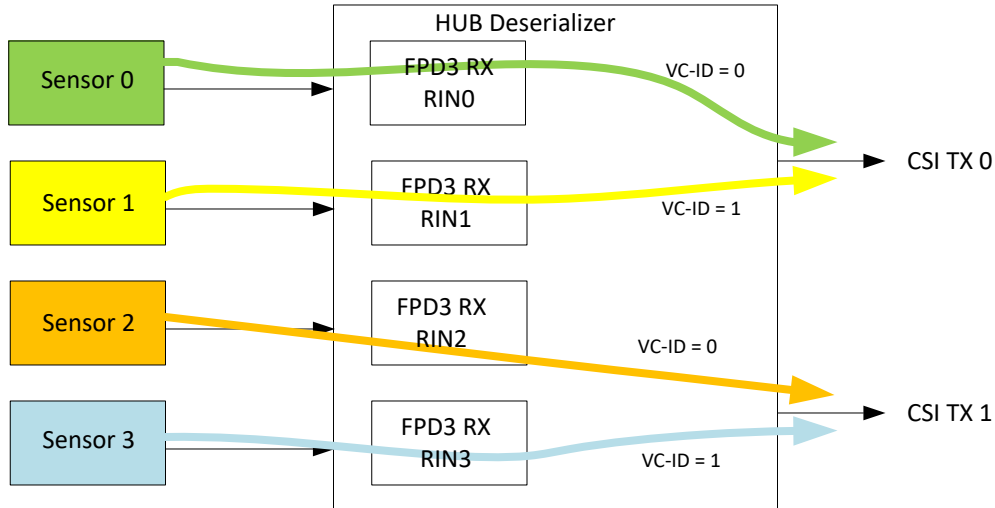 HUB Deserializer
Sensor 0
FPD3 RX
RIN0
VC-ID = 0
CSI TX 0
Sensor 1
FPD3 RX
RIN1
VC-ID = 1
Sensor 2
FPD3 RX
RIN2
VC-ID = 0
CSI TX 1
Sensor 3
FPD3 RX
RIN3
VC-ID = 1